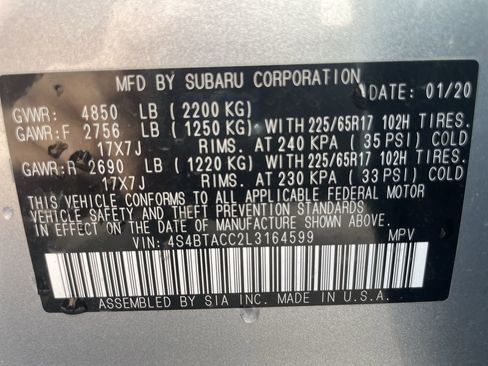 MFD BY SUBARU CORPORATION DATE: 01/20
GVWR: 4850 LB (2200 KG)
GAWR:F 2756 LB (1250 KG) WITH 225/65R17 102H TIRES.
17X7J RIMS. AT 240 KPA (35 PSI) COLD
GAWR:R 2690 LB (1220 KG) WITH 225/65R17 102H TIRES.
17X7J RIMS. AT 230 KPA (33 PSI) COLD
THIS VEHICLE CONFORMS TO ALL APPLICABLE FEDERAL MOTOR
VEHICLE SAFETY AND THEFT PREVENTION STANDARDS
IN EFFECT ON THE DATE OF MANUFACTURE SHOWN ABOVE.
VIN: 4S4BTACC2L3164599 MPV
ASSEMBLED BY SIA INC. MADE IN U.S.A.